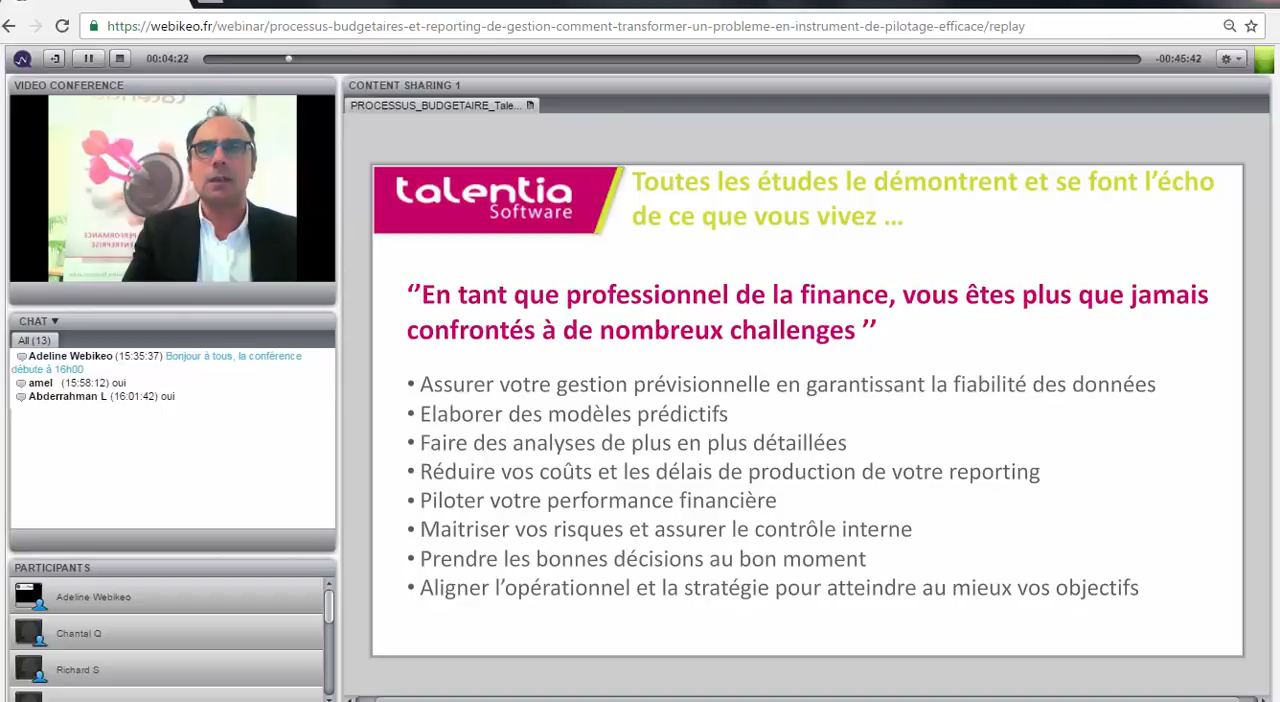 https://webikeo.fr/webinar/processus-budgetaires-et-reporting-de-gestion-comment-transformer-un-probleme-en-instrument-de-pilotage-efficace/replay
00:04:22
-00:45:42
VIDEO CONFERENCE
PERFORMANCE
ENTREPRISE
CHAT
All (13)
Adeline Webikeo (15:35:37) Bonjour à tous, la conférence
débute à 16h00
amel (15:58:12) oui
Abderrahman L (16:01:42) oui
PARTICIPANTS
Adeline Webikeo
Chantal Q
Richard S
CONTENT SHARING 1
PROCESSUS_BUDGETAIRE_Tale...
talentia
Software
Toutes les études le démontrent et se font l’écho
de ce que vous vivez ...
‘’En tant que professionnel de la finance, vous êtes plus que jamais
confrontés à de nombreux challenges ’’
• Assurer votre gestion prévisionnelle en garantissant la fiabilité des données
• Elaborer des modèles prédictifs
• Faire des analyses de plus en plus détaillées
• Réduire vos coûts et les délais de production de votre reporting
• Piloter votre performance financière
• Maitriser vos risques et assurer le contrôle interne
• Prendre les bonnes décisions au bon moment
• Aligner l’opérationnel et la stratégie pour atteindre au mieux vos objectifs